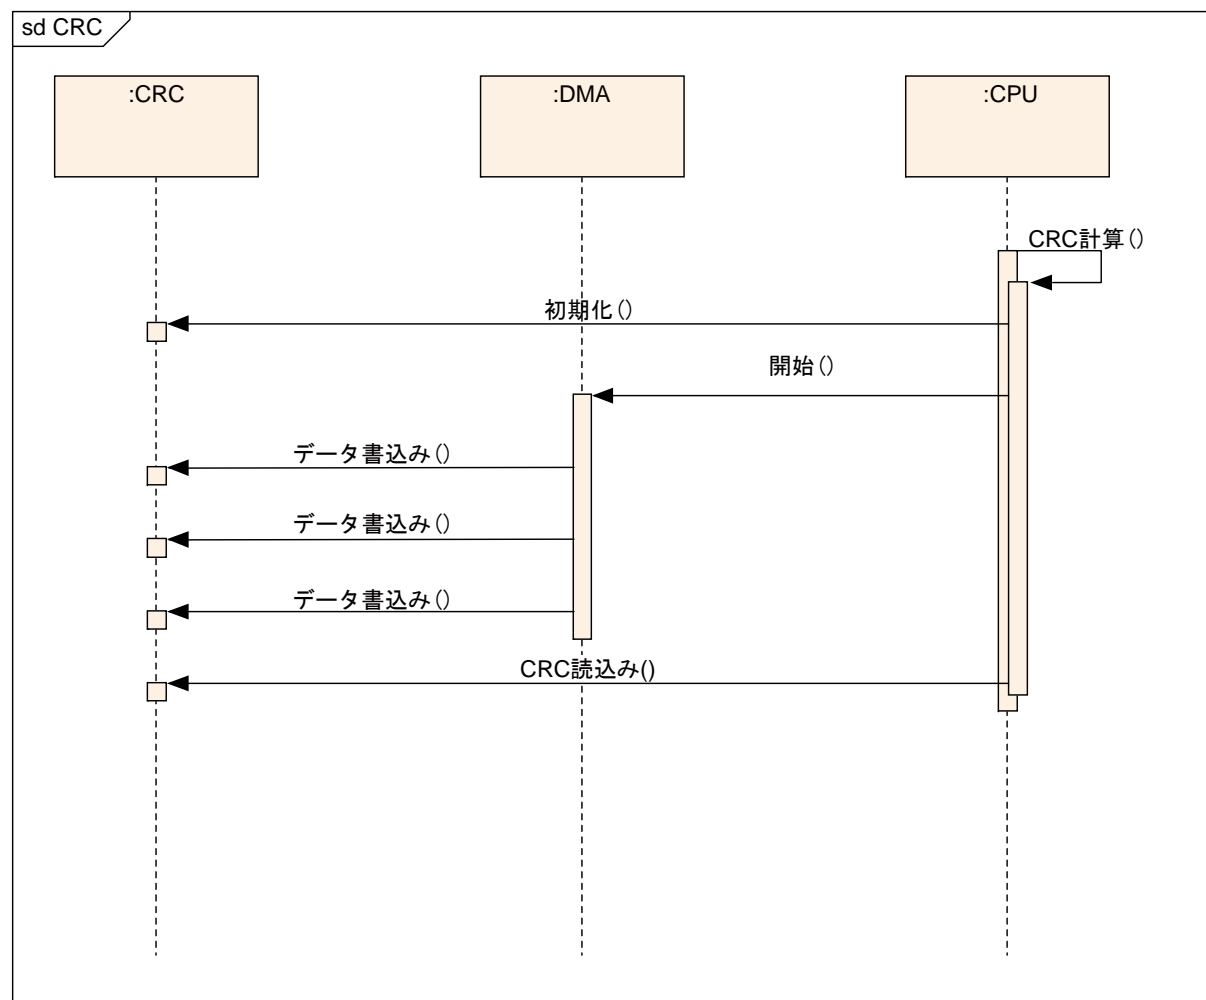 sd CRC
:CRC
:DMA
:CPU
CRC計算()
初期化()
開始()
データ書込み()
データ書込み()
データ書込み()
CRC読込み()